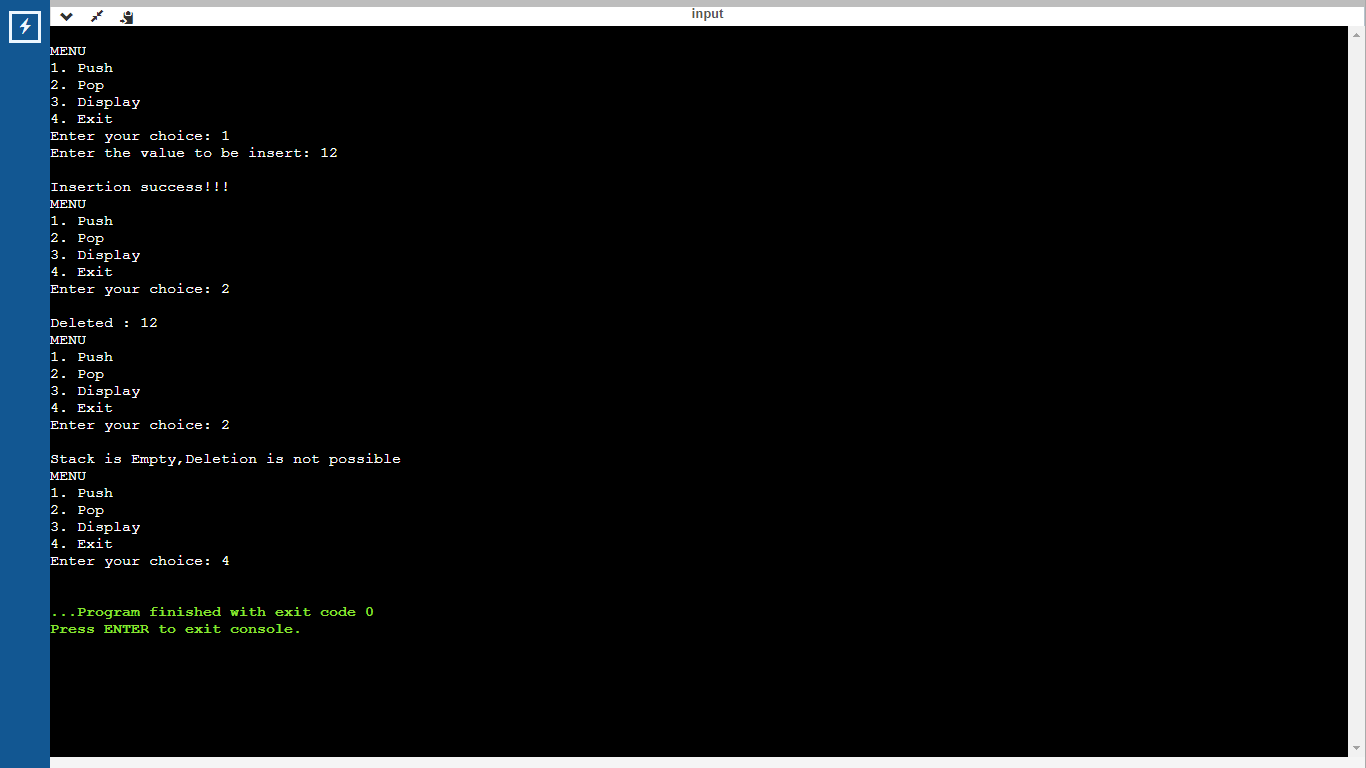 input
MENU
1. Push
2. Pop
3. Display
4. Exit
Enter your choice: 1
Enter the value to be insert: 12
Insertion success!!!
MENU
1. Push
2. Pop
3. Display
4. Exit
Enter your choice: 2
Deleted : 12
MENU
1. Push
2. Pop
3. Display
4. Exit
Enter your choice: 2
Stack is Empty,Deletion is not possible
MENU
1. Push
2. Pop
3. Display
4. Exit
Enter your choice: 4
...Program finished with exit code 0
Press ENTER to exit console.